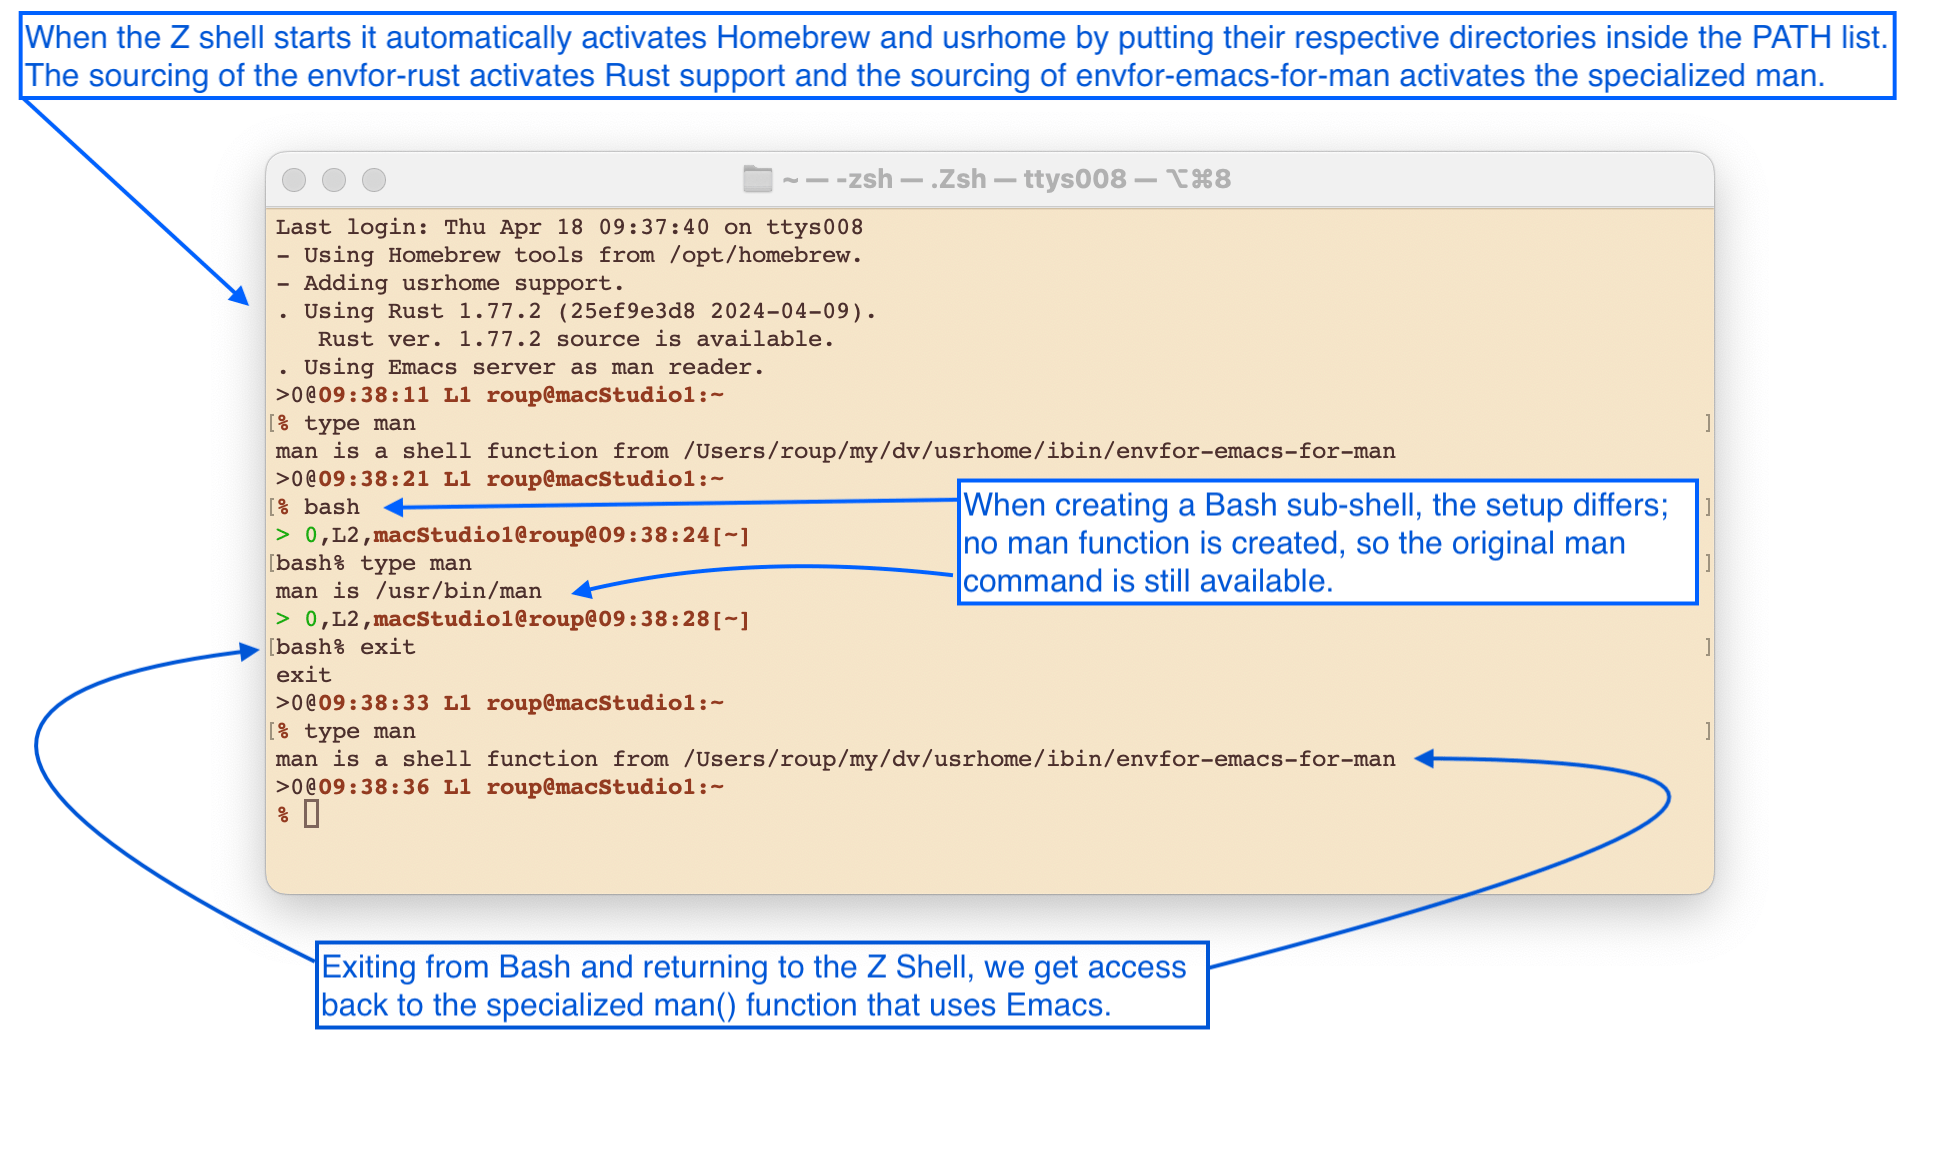 When the Z shell starts it automatically activates Homebrew and usrhome by putting their respective directories inside the PATH list.
The sourcing of the envfor-rust activates Rust support and the sourcing of envfor-emacs-for-man activates the specialized man.
~ — -zsh — .Zsh — ttys008 — ⌥⌘8
Last login: Thu Apr 18 09:37:40 on ttys008
- Using Homebrew tools from /opt/homebrew.
- Adding usrhome support.
. Using Rust 1.77.2 (25ef9e3d8 2024-04-09).
   Rust ver. 1.77.2 source is available.
. Using Emacs server as man reader.
>0@09:38:11 L1 roup@macStudio1:~
[% type man ]
man is a shell function from /Users/roup/my/dv/usrhome/ibin/envfor-emacs-for-man
>0@09:38:21 L1 roup@macStudio1:~
[% bash ]
> 0,L2,macStudio1@roup@09:38:24[~]
[bash% type man ]
man is /usr/bin/man
> 0,L2,macStudio1@roup@09:38:28[~]
[bash% exit ]
exit
>0@09:38:33 L1 roup@macStudio1:~
[% type man ]
man is a shell function from /Users/roup/my/dv/usrhome/ibin/envfor-emacs-for-man
>0@09:38:36 L1 roup@macStudio1:~
%
When creating a Bash sub-shell, the setup differs;
no man function is created, so the original man
command is still available.
Exiting from Bash and returning to the Z Shell, we get access
back to the specialized man() function that uses Emacs.